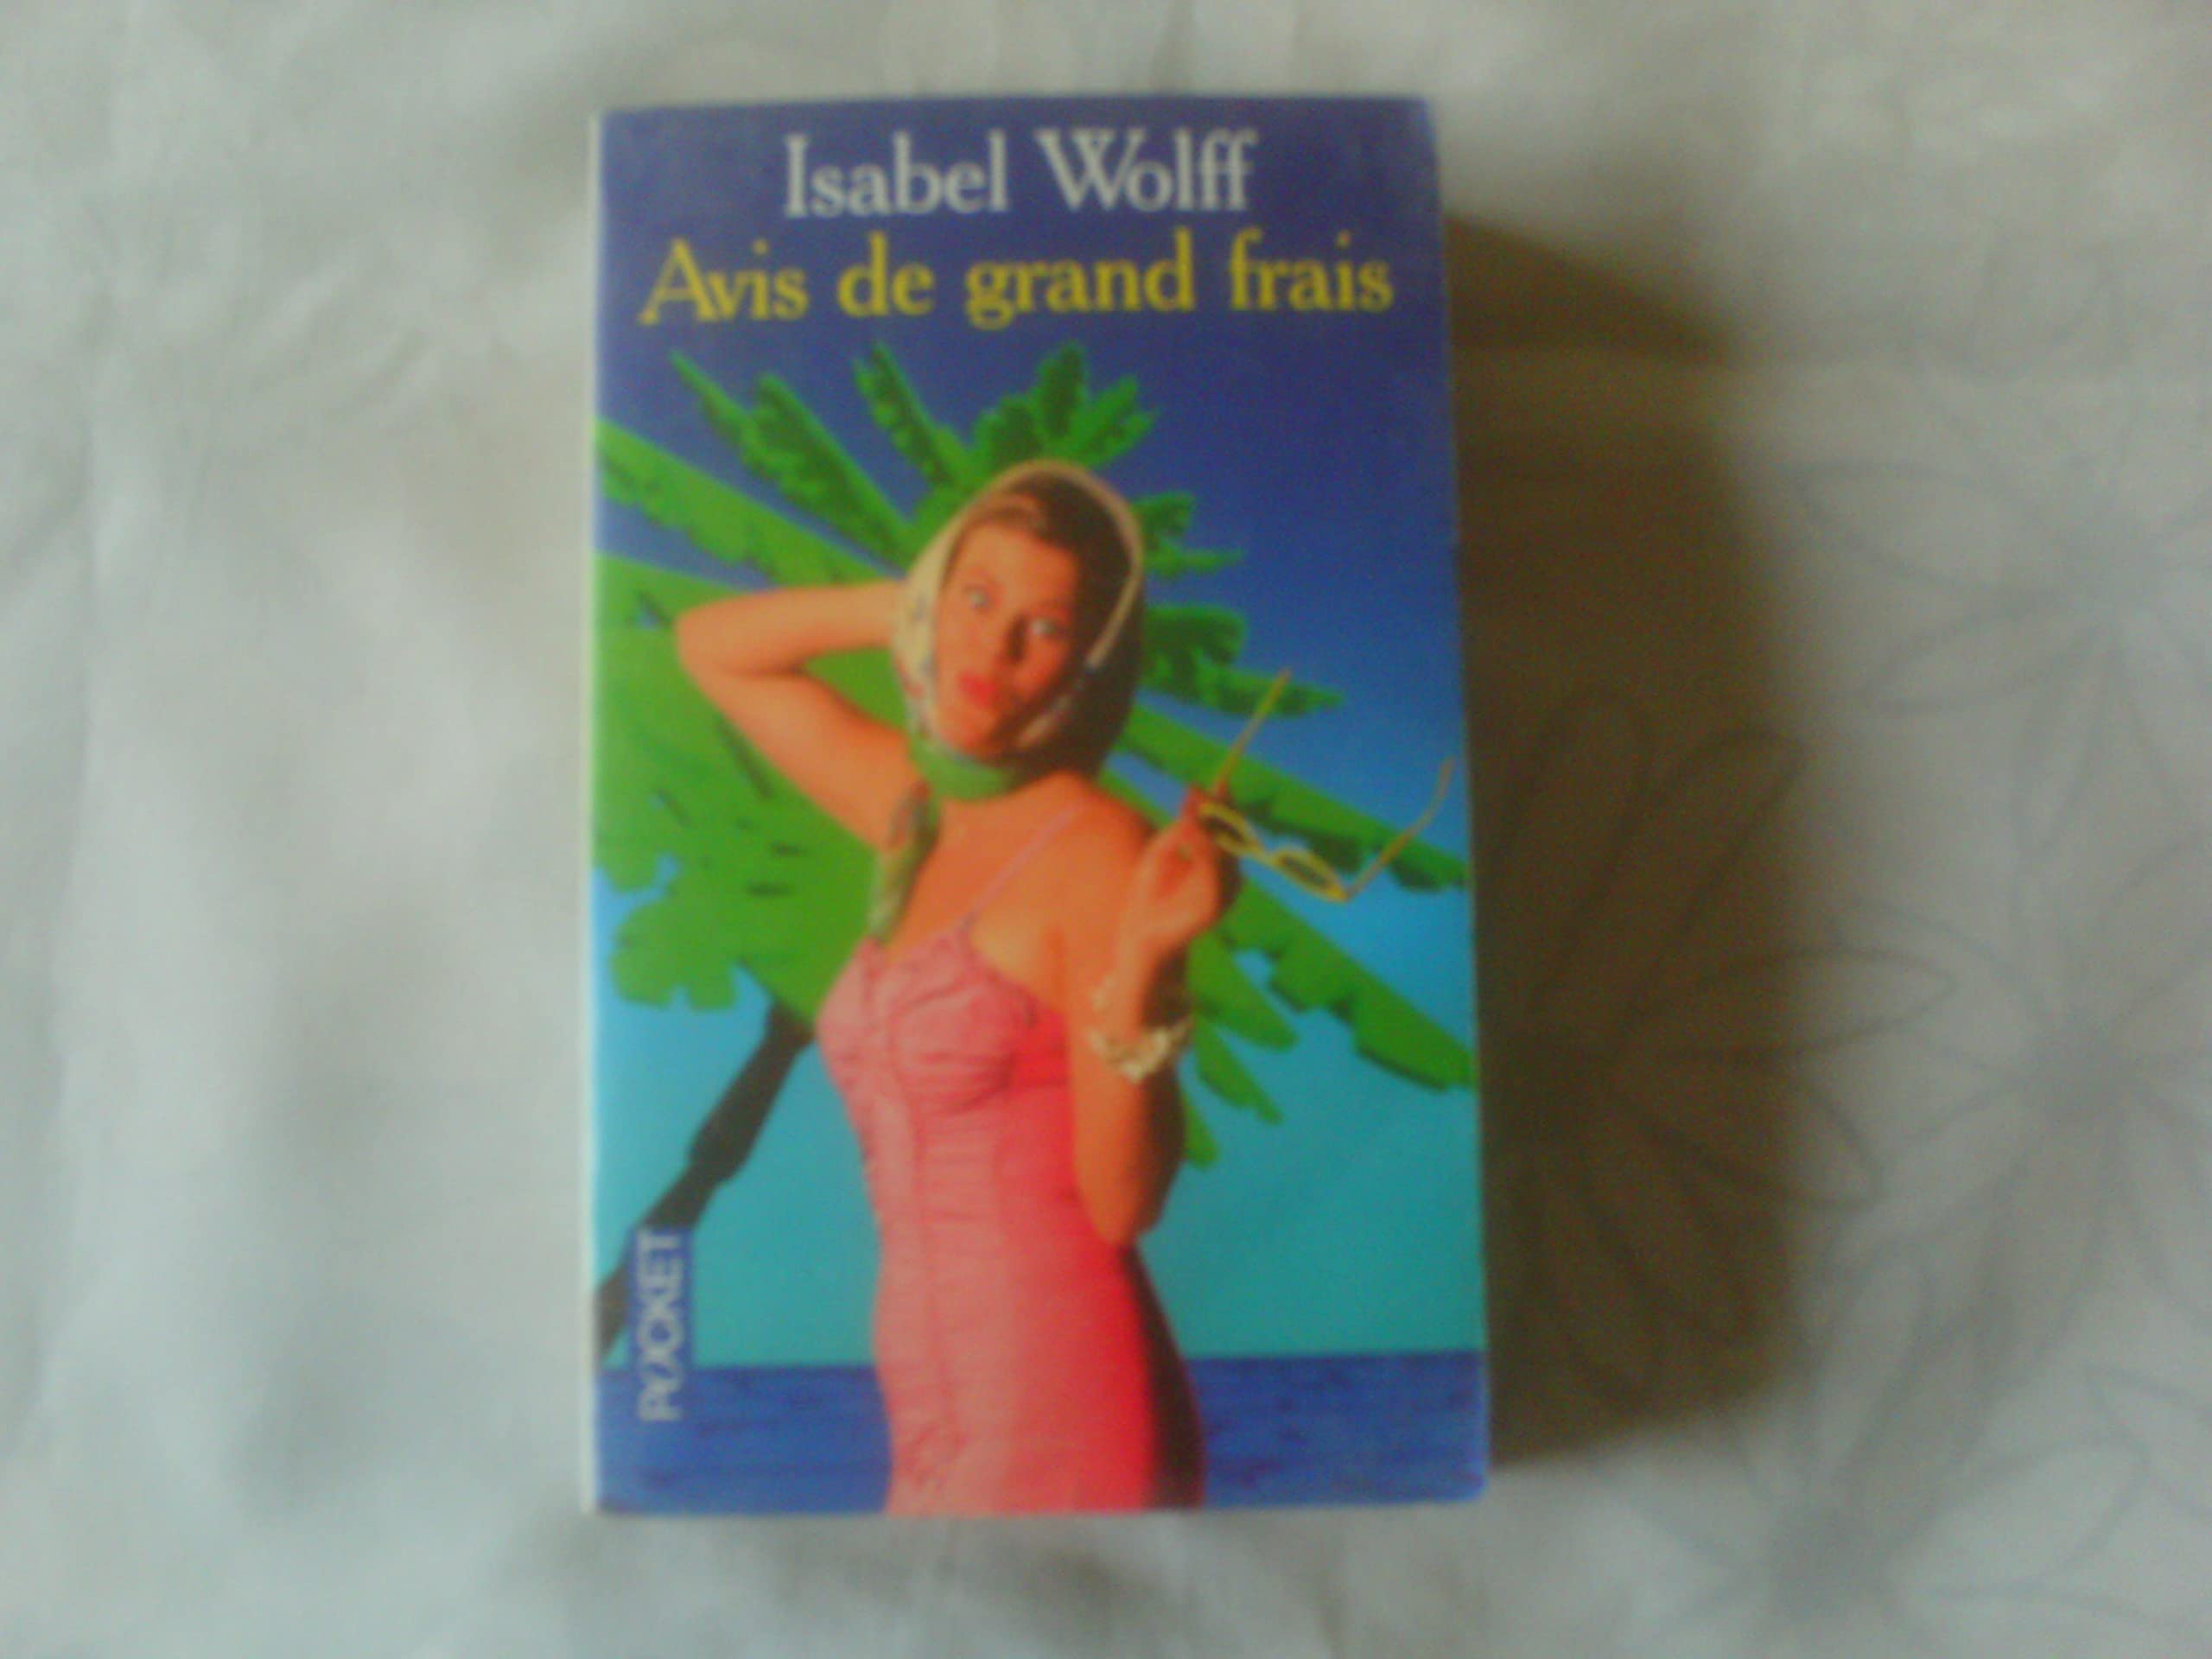 Isabel Wolff
Avis de grand frais
POCKET